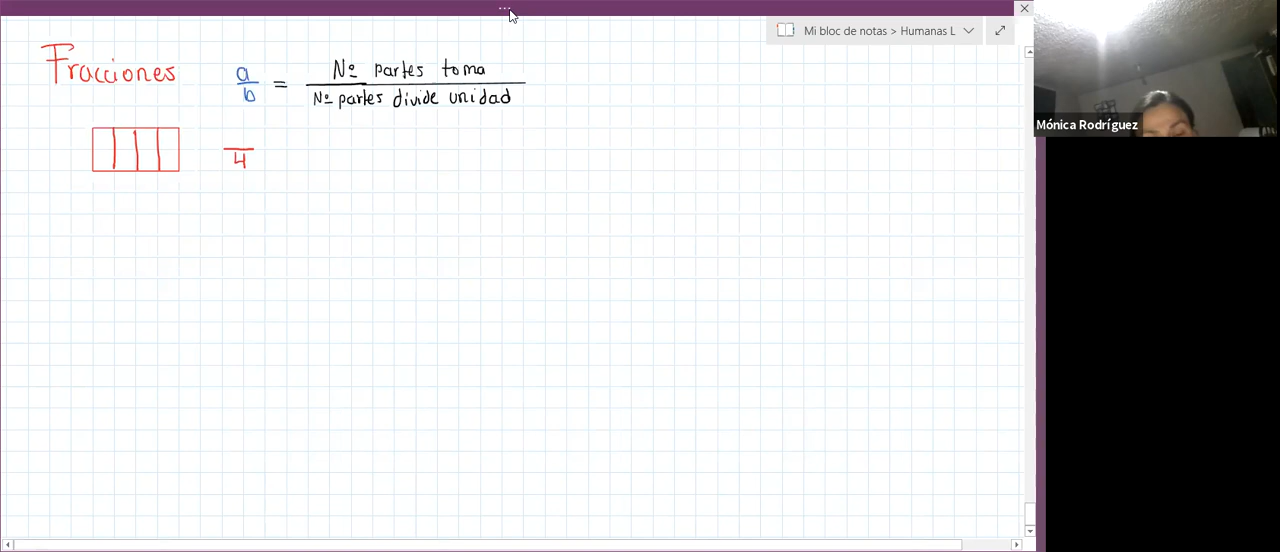 Mi bloc de notas > Humanas L
Fracciones
a/b = Nº partes toma / Nº partes divide unidad
4
Mónica Rodríguez